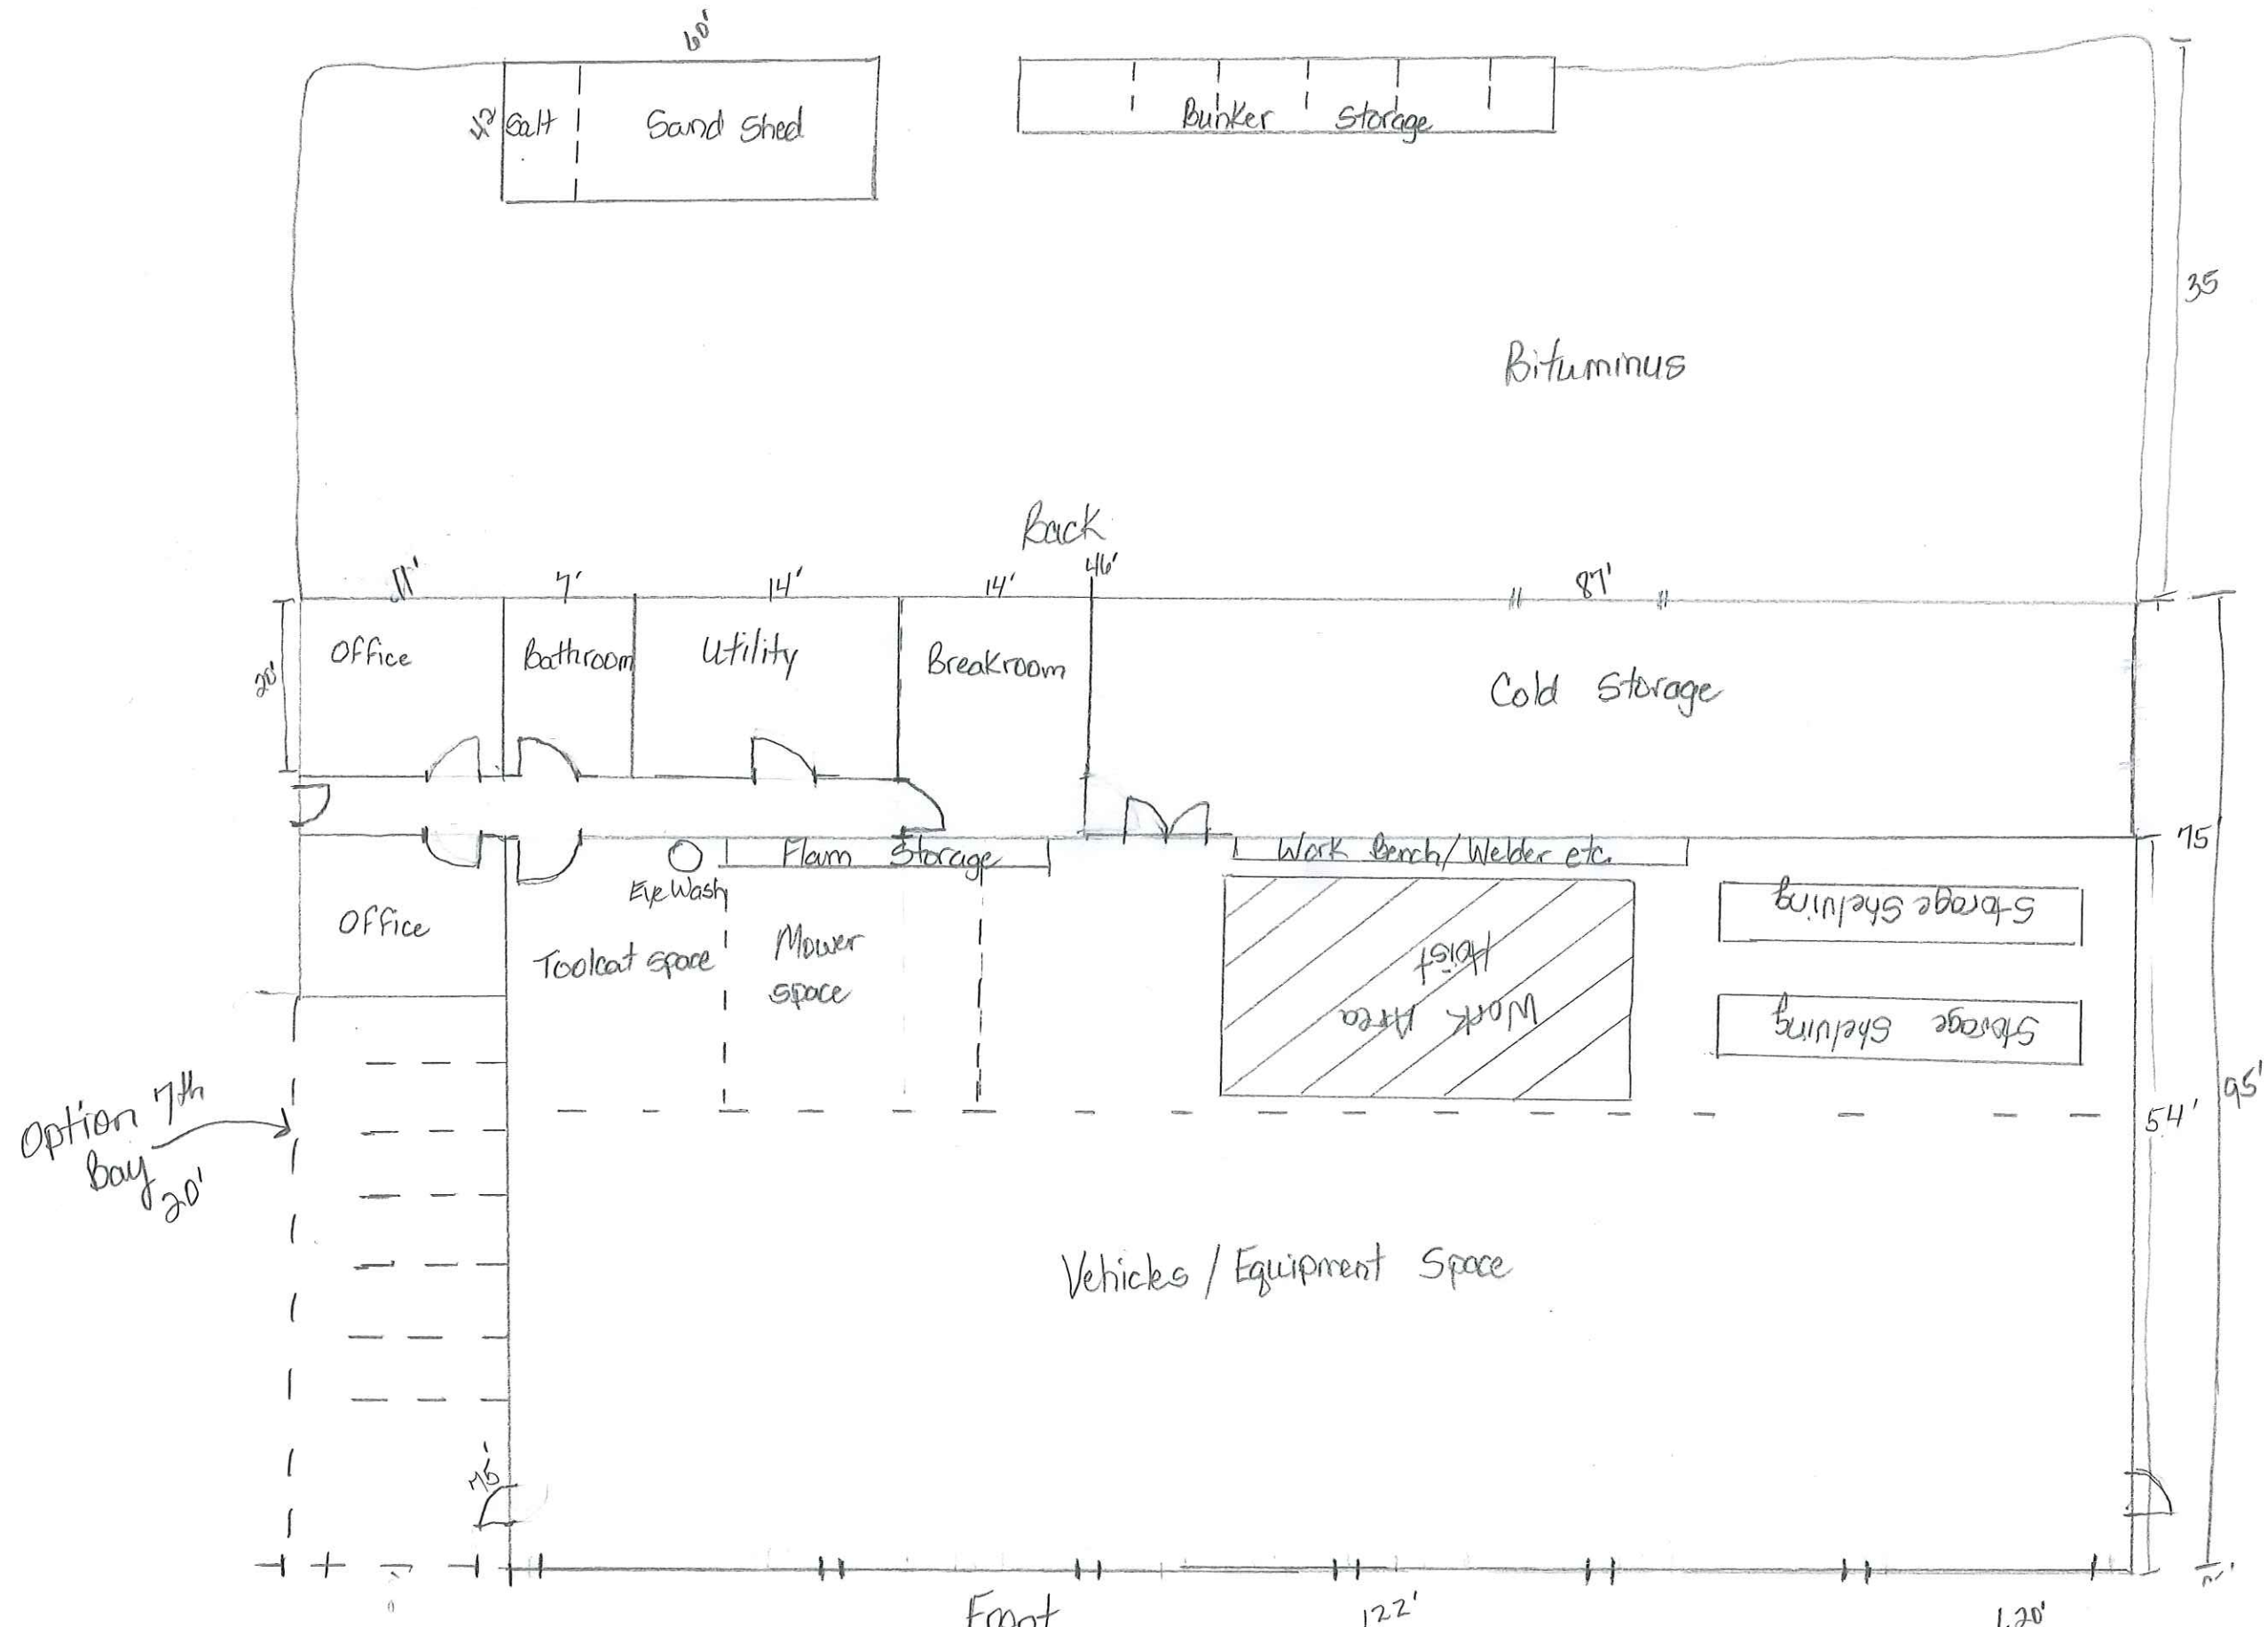 60'
42
Salt
Sand Shed
Bunker Storage
35
Bituminus
Back
11'
7'
14'
14'
46'
87'
20'
Office
Bathroom
Utility
Breakroom
Cold Storage
Flam Storage
Work Bench/Welder etc.
75
Eye Wash
Storage Shelving
Office
Toolcat space
Mower
space
Hoist
Work Area
Storage Shelving
Option 7th
Bay
20'
54'
95'
Vehicles / Equipment Space
75'
Front
122'
120'